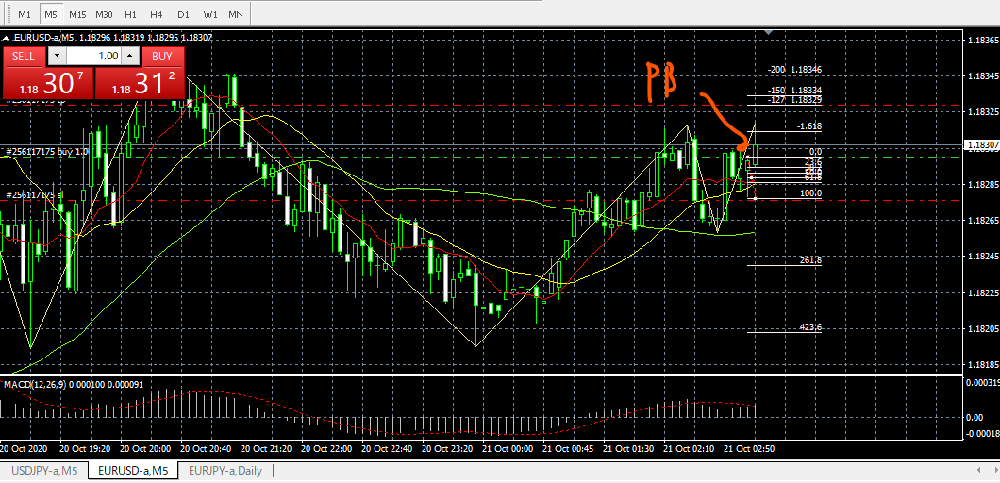 M1 M5 M15 M30 H1 H4 D1 W1 MN
EURUSD-a,M5 1.18296 1.18319 1.18295 1.18307
SELL 1.00 BUY
1.18 30 7 1.18 31 2
PB
1.18365
1.18345
1.18325
1.18307
1.18285
1.18265
1.18245
1.18225
1.18205
1.18185
-200 1.18346
-150 1.18334
-127 1.18329
-1.618
0.0
23.6
100.0
261.8
423.6
#256117175 buy 1.0
#256117175 sl
MACD(12,26,9) 0.000100 0.000091
0.000319
0.00
-0.00018
20 Oct 2020 20 Oct 19:20 20 Oct 20:00 20 Oct 20:40 20 Oct 21:20 20 Oct 22:00 20 Oct 22:40 20 Oct 23:20 21 Oct 00:00 21 Oct 00:45 21 Oct 01:30 21 Oct 02:10 21 Oct 02:50
USDJPY-a,M5 EURUSD-a,M5 EURJPY-a,Daily